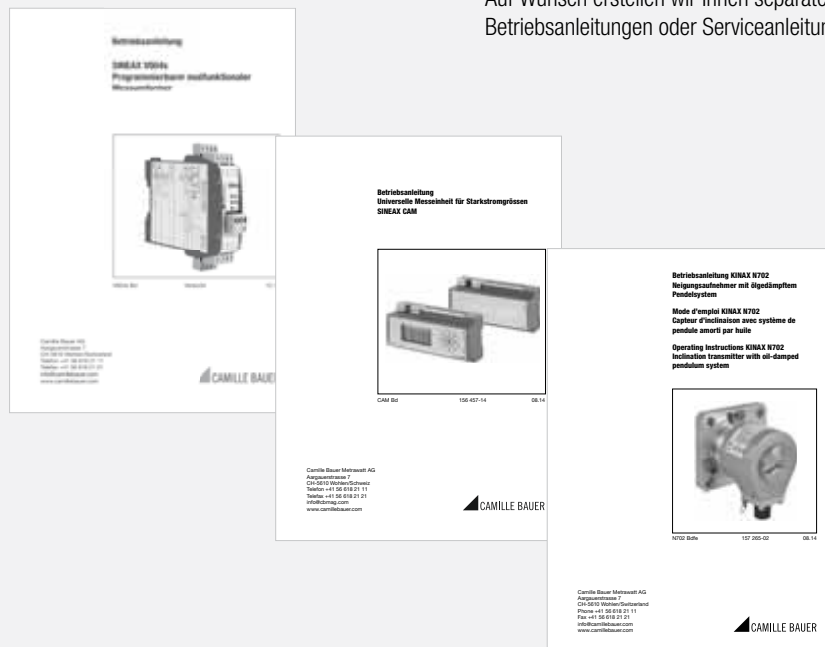 Auf Wunsch erstellen wir Ihnen separate
Betriebsanleitungen oder Serviceanleitun
Betriebsanleitung
Programmierbarer multifunktionaler
Messumformer
CAMILLE BAUE
Betriebsanleitung
Universelle Messeinheit für Starkstromgrössen
SINEAX CAM
CAM Bd 156 457-14 08.14
Camille Bauer Metrawatt AG
Aargauerstrasse 7
CH-5610 Wohlen/Schweiz
Telefon +41 56 618 21 11
Telefax +41 56 618 21 21
info@cbmag.com
www.camillebauer.com
CAMILLE BAUER
Betriebsanleitung KINAX N702
Neigungsaufnehmer mit ölgedämpftem
Pendelsystem
Mode d'emploi KINAX N702
Capteur d'inclinaison avec système de
pendule amorti par huile
Operating Instructions KINAX N702
Inclination transmitter with oil-damped
pendulum system
N702 Bdfe 157 265-02 08.14
Camille Bauer Metrawatt AG
Aargauerstrasse 7
CH-5610 Wohlen/Switzerland
Phone +41 56 618 21 11
Fax +41 56 618 21 21
info@camillebauer.com
www.camillebauer.com
CAMILLE BAUER